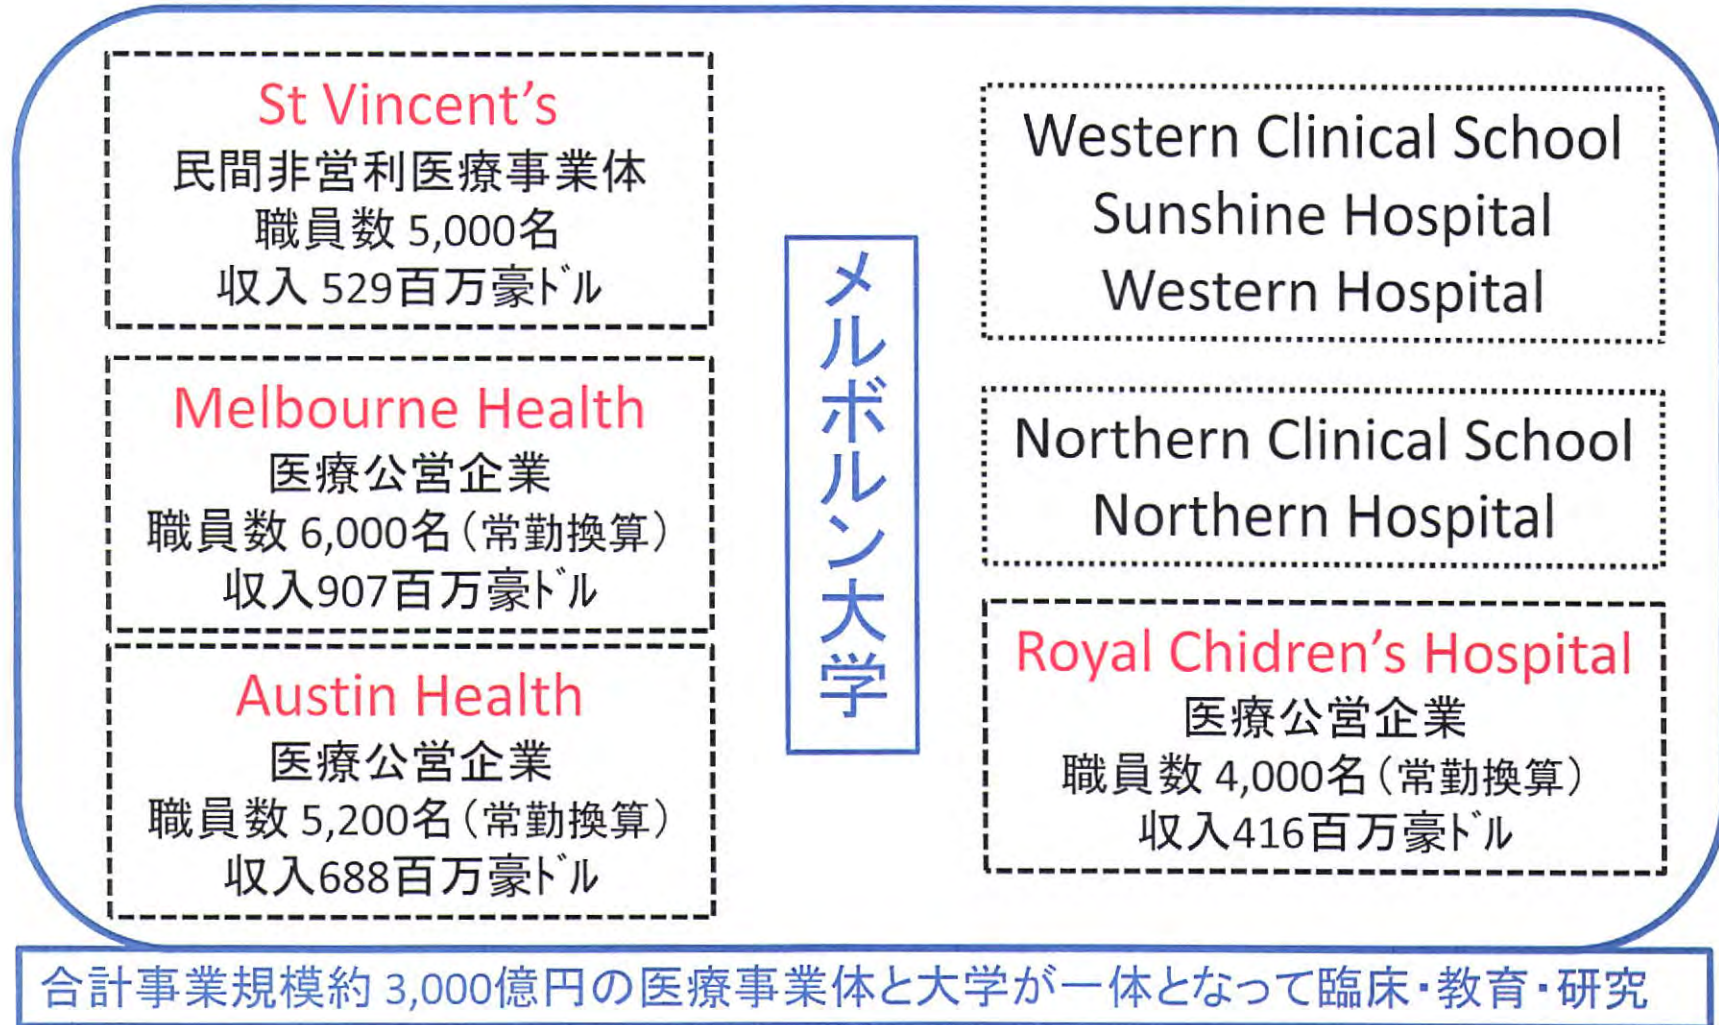 St Vincent's
民間非営利医療事業体
職員数 5,000名
収入 529百万豪ドル
Melbourne Health
医療公営企業
職員数 6,000名（常勤換算）
収入907百万豪ドル
Austin Health
医療公営企業
職員数 5,200名（常勤換算）
収入688百万豪ドル
メルボルン大学
Western Clinical School
Sunshine Hospital
Western Hospital
Northern Clinical School
Northern Hospital
Royal Chidren's Hospital
医療公営企業
職員数 4,000名（常勤換算）
収入416百万豪ドル
合計事業規模約 3,000億円の医療事業体と大学が一体となって臨床・教育・研究